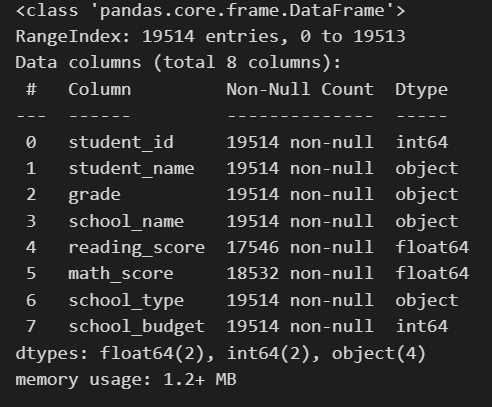 <class 'pandas.core.frame.DataFrame'>
RangeIndex: 19514 entries, 0 to 19513
Data columns (total 8 columns):
 #   Column         Non-Null Count  Dtype
---  ------         --------------  -----
 0   student_id     19514 non-null  int64
 1   student_name   19514 non-null  object
 2   grade          19514 non-null  object
 3   school_name    19514 non-null  object
 4   reading_score  17546 non-null  float64
 5   math_score     18532 non-null  float64
 6   school_type    19514 non-null  object
 7   school_budget  19514 non-null  int64
dtypes: float64(2), int64(2), object(4)
memory usage: 1.2+ MB